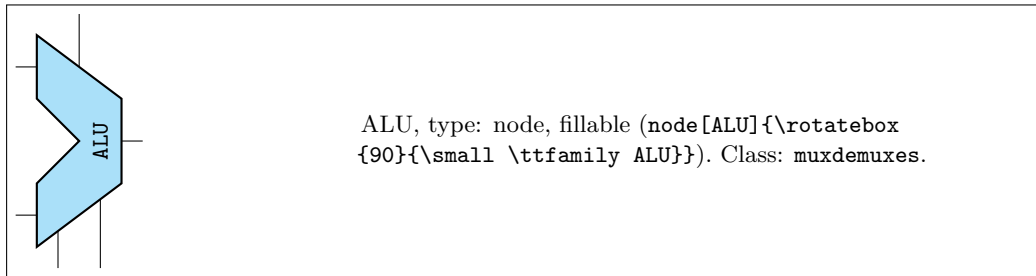 ALU
ALU, type: node, fillable (node[ALU]{\rotatebox
{90}{\small \ttfamily ALU}}). Class: muxdemuxes.